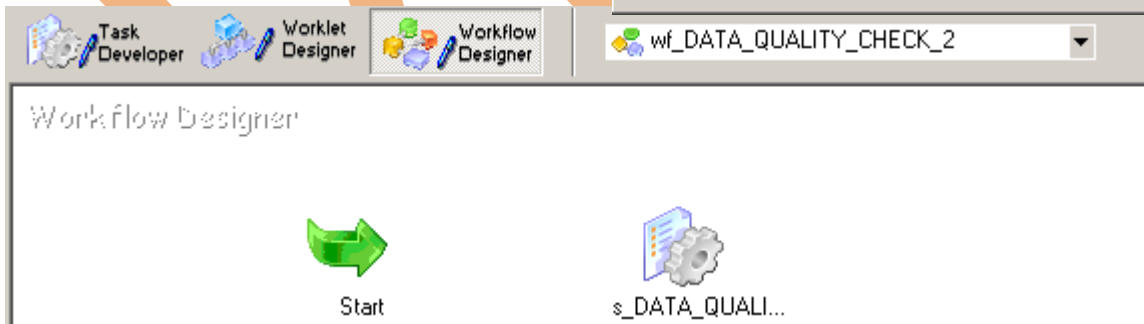 Task
Developer
Worklet
Designer
Workflow
Designer
wf_DATA_QUALITY_CHECK_2
Workflow Designer
Start
s_DATA_QUALI...